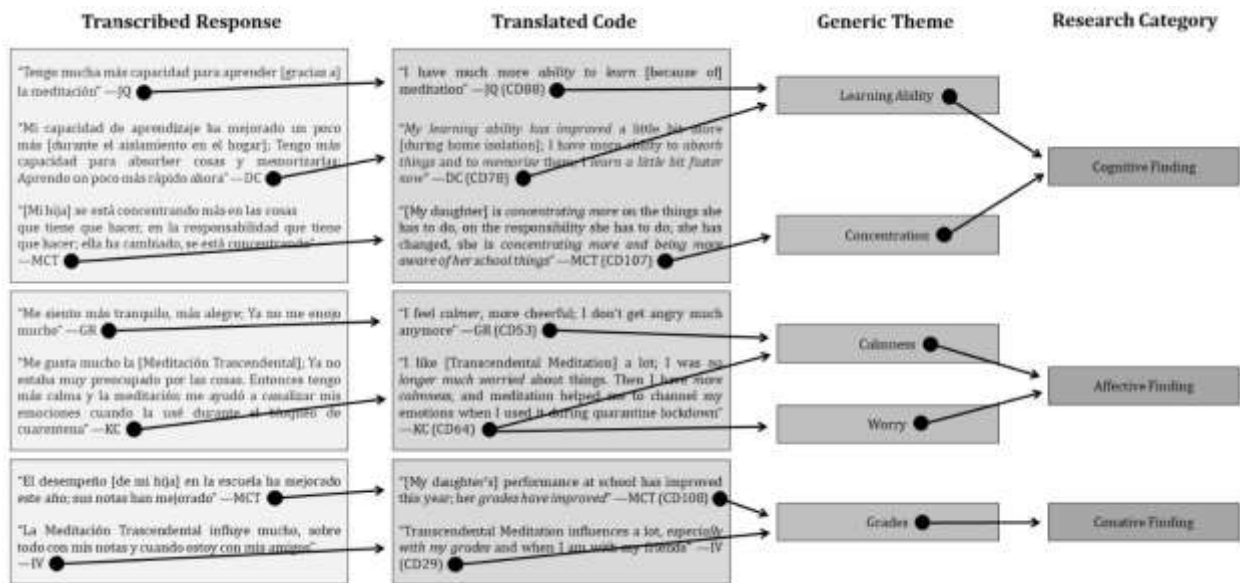 Transcribed Response
Translated Code
Generic Theme
Research Category
"Tengo mucha más capacidad para aprender [gracias a]
la meditación" —JQ
"Mi capacidad de aprendizaje ha mejorado un poco
más [durante el aislamiento en el hogar]; Tengo más
capacidad para absorber cosas y memorizarlas;
Aprendo un poco más rápido ahora" —DC
"[Mi hija] se está concentrando más en las cosas
que tiene que hacer, en la responsabilidad que tiene
que hacer; ella ha cambiado, se está concentrando"
—MCT
"I have much more ability to learn [because of]
meditation" —JQ (CD88)
"My learning ability has improved a little bit more
[during home isolation]; I have more ability to absorb
things and to memorize them; I learn a little bit faster
now" —DC (CD78)
"[My daughter] is concentrating more on the things she
has to do, on the responsibility she has to do; she has
changed, she is concentrating more and being more
aware of her school things" —MCT (CD107)
Learning Ability
Concentration
Cognitive Finding
"Me siento más tranquilo, más alegre; Ya no me enojo
mucho" —GR
"Me gusta mucho la [Meditación Trascendental]; Ya no
estaba muy preocupado por las cosas. Entonces tengo
más calma y la meditación me ayudó a canalizar mis
emociones cuando la usé durante el bloqueo de
cuarentena" —KC
"I feel calmer, more cheerful; I don't get angry much
anymore" —GR (CD53)
"I like [Transcendental Meditation] a lot; I was no
longer much worried about things. Then I have more
calmness, and meditation helped me to channel my
emotions when I used it during quarantine lockdown"
—KC (CD64)
Calmness
Worry
Affective Finding
"El desempeño [de mi hija] en la escuela ha mejorado
este año; sus notas han mejorado" —MCT
"La Meditación Trascendental influye mucho, sobre
todo con mis notas y cuando estoy con mis amigos"
—IV
"[My daughter's] performance at school has improved
this year; her grades have improved" —MCT (CD108)
"Transcendental Meditation influences a lot, especially
with my grades and when I am with my friends" —IV
(CD29)
Grades
Conative Finding